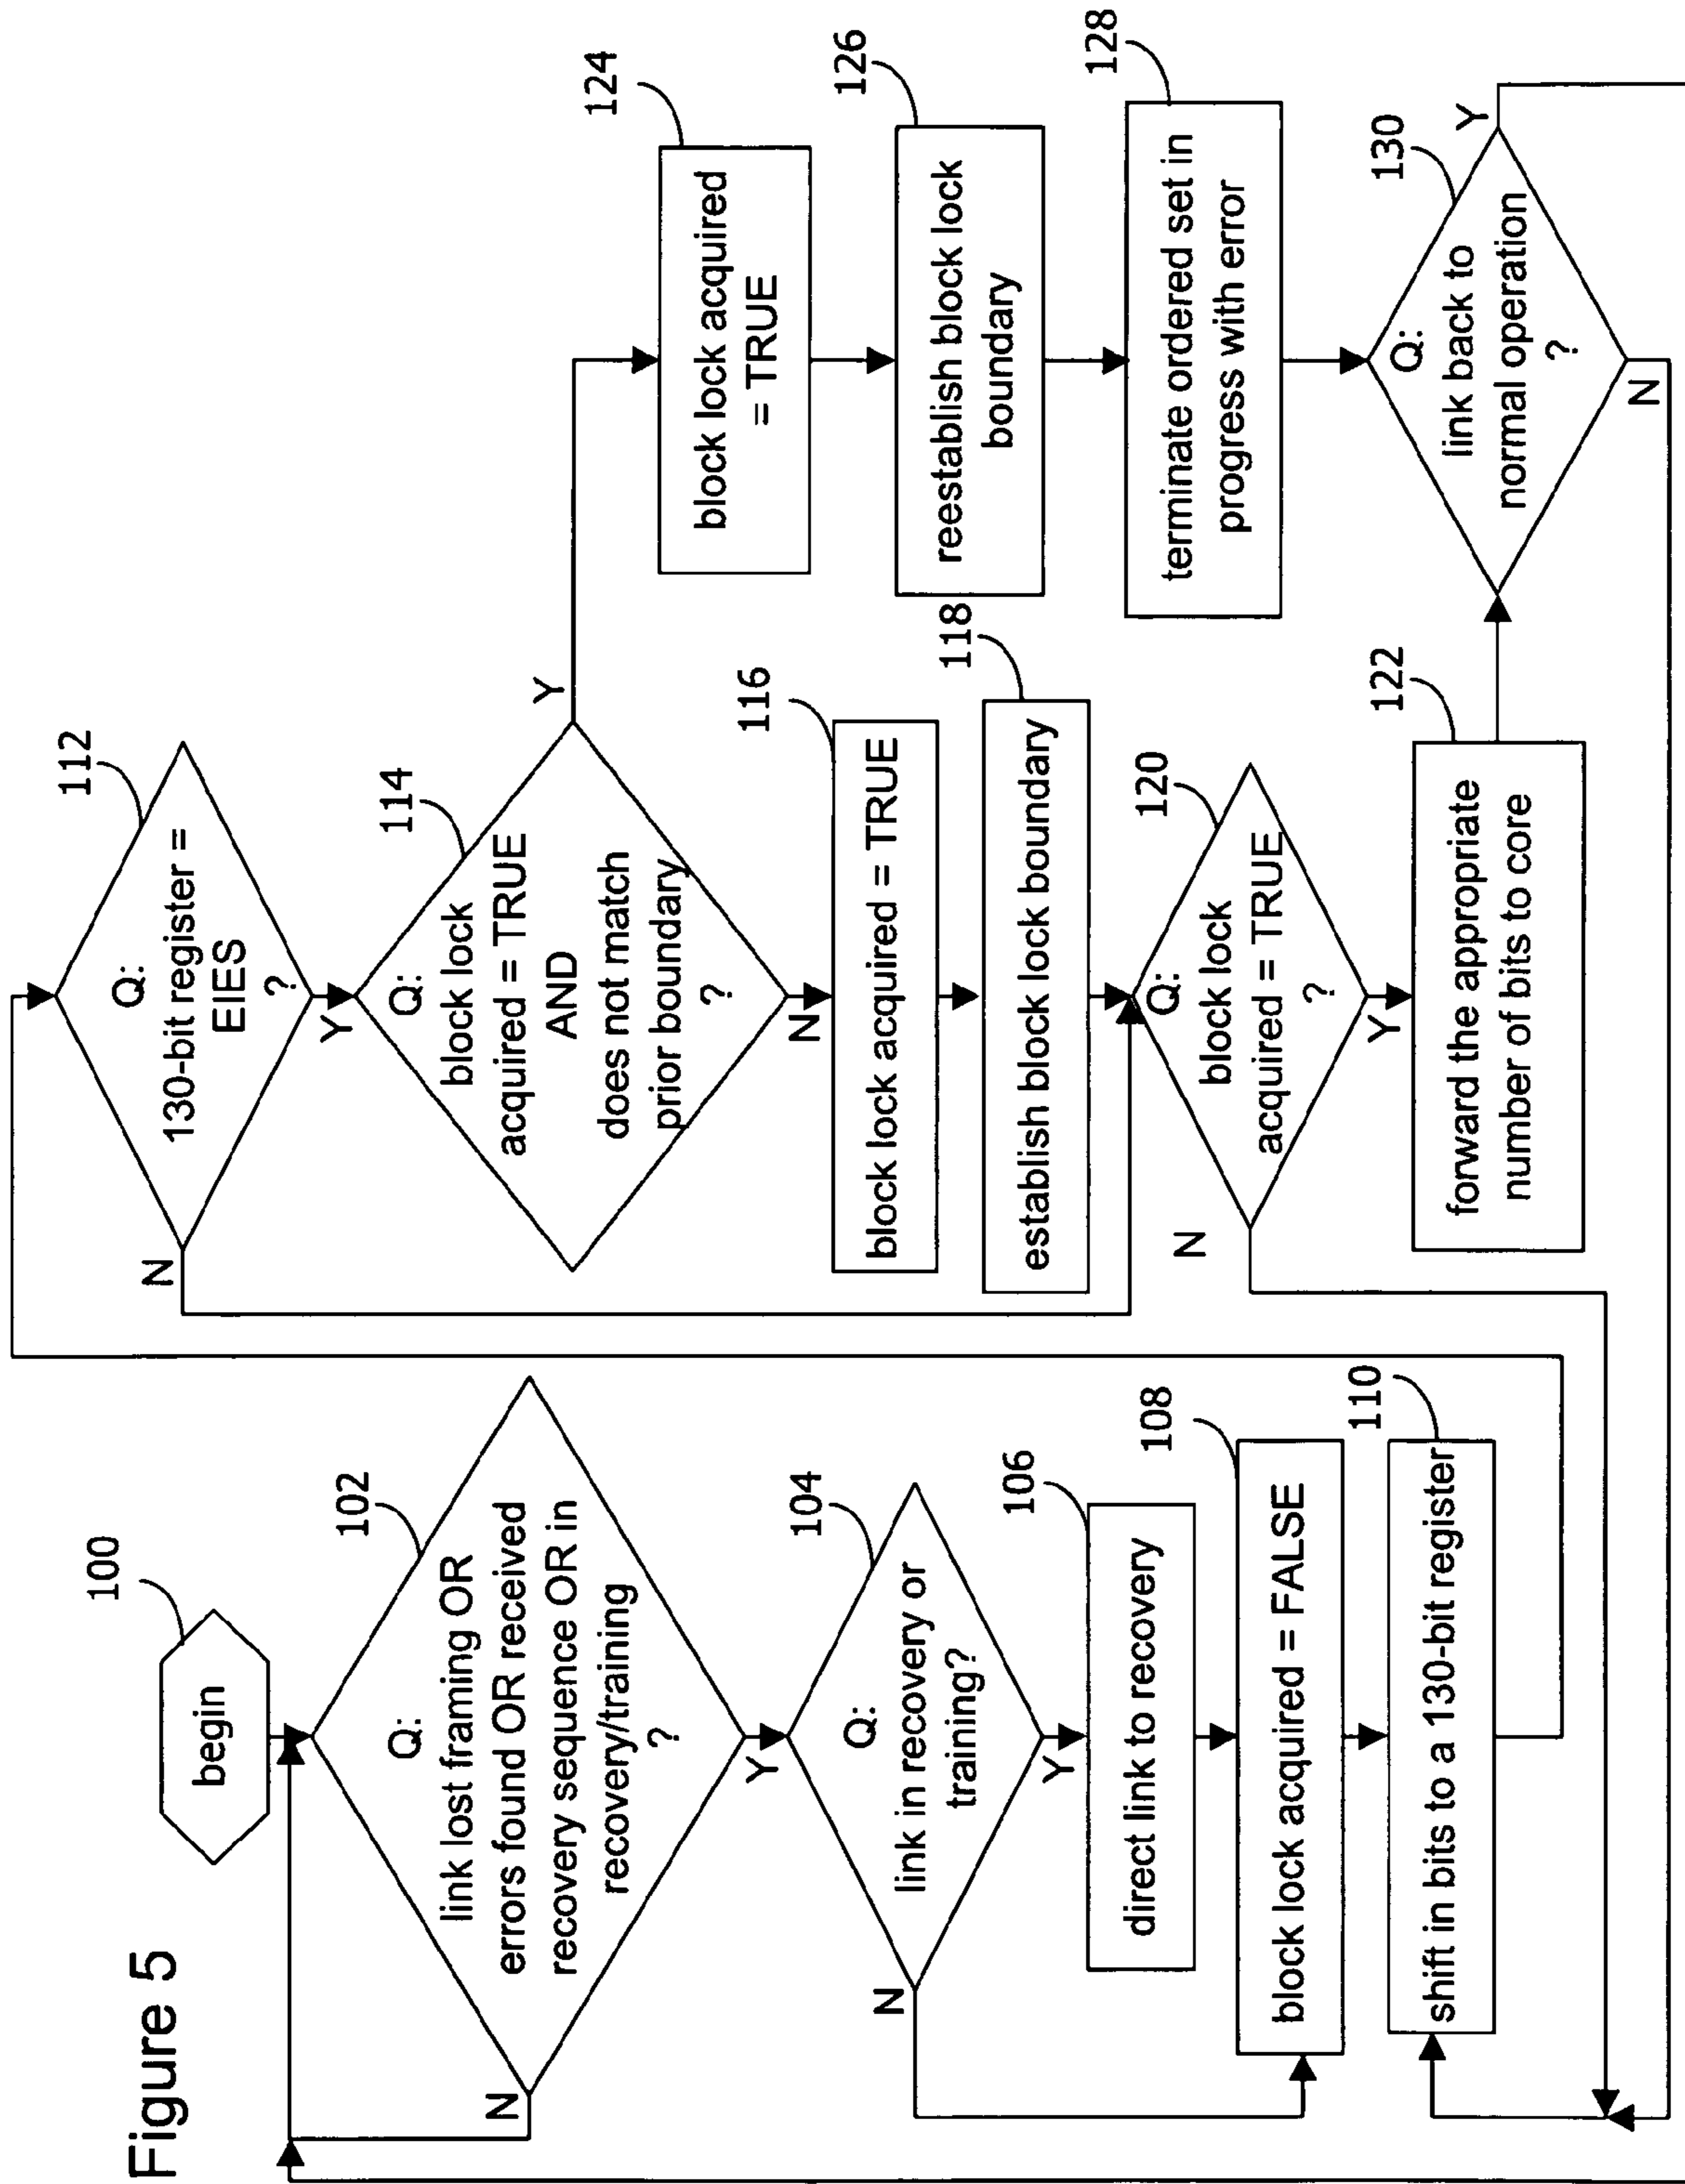 Figure 5
100
begin
102
Q:
link lost framing OR
errors found OR received
recovery sequence OR in
recovery/training
?
N
Y
104
Q:
link in recovery or
training?
N
Y
106
direct link to recovery
108
block lock acquired = FALSE
110
shift in bits to a 130-bit register
112
Q:
130-bit register =
EIES
?
N
Y
114
Q:
block lock
acquired = TRUE
AND
does not match
prior boundary
?
Y
N
116
block lock acquired = TRUE
118
establish block lock boundary
120
Q:
block lock
acquired = TRUE
?
N
Y
122
forward the appropriate
number of bits to core
124
block lock acquired
= TRUE
126
reestablish block lock
boundary
128
terminate ordered set in
progress with error
130
Q:
link back to
normal operation
?
Y
N